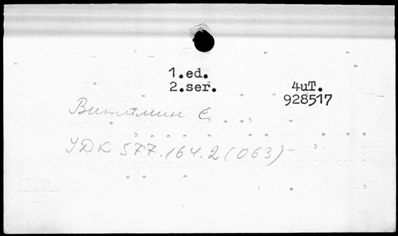 1.ed.
2.ser. 4uT.
928517
Витамин С
УДК 577.164.2(063)